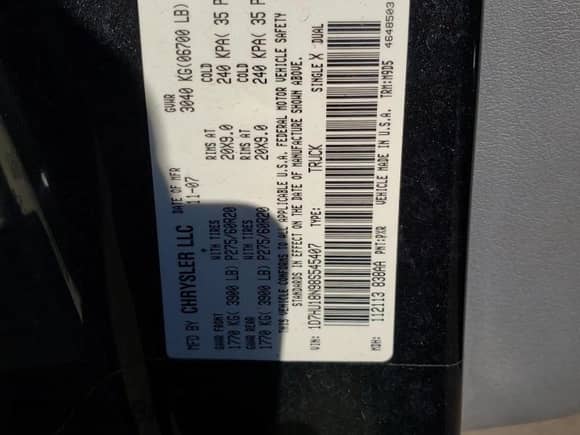 MFD BY CHRYSLER LLC DATE OF MFR 11-07 GVWR 3040 KG(06700 LB)
GAWR FRONT WITH TIRES RIMS AT COLD
1770 KG( 3900 LB) P275/60R20 20X9.0 240 KPA( 35 P
GAWR REAR WITH TIRES RIMS AT COLD
1770 KG( 3900 LB) P275/60R20 20X9.0 240 KPA( 35 P
THIS VEHICLE CONFORMS TO ALL APPLICABLE U.S.A. FEDERAL MOTOR VEHICLE SAFETY
STANDARDS IN EFFECT ON THE DATE OF MANUFACTURE SHOWN ABOVE.
VIN: 1D7HU18N98S545407 TYPE: TRUCK SINGLE X DUAL
MDH: 112113 838AA PNT: PXR VEHICLE MADE IN U.S.A. TRM:M9D5 4648503